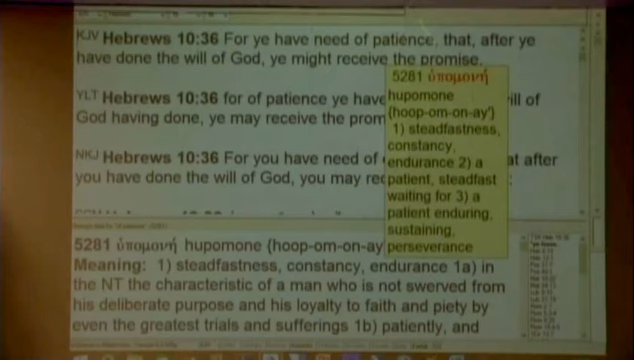 KJV Hebrews 10:36 For ye have need of patience, that, after ye
have done the will of God, ye might receive the promise.
YLT Hebrews 10:36 for of patience ye have
ill of
God having done, ye may receive the prom
NKJ Hebrews 10:36 For you have need of
at after
you have done the will of God, you may rec
5281 ὑπομονή
hupomone
{hoop-om-on-ay'}
1) steadfastness,
constancy,
endurance 2) a
patient, steadfast
waiting for 3) a
patient enduring,
sustaining,
perseverance
5281 ὑπομονή hupomone {hoop-om-on-ay
Meaning: 1) steadfastness, constancy, endurance 1a) in
the NT the characteristic of a man who is not swerved from
his deliberate purpose and his loyalty to faith and piety by
even the greatest trials and sufferings 1b) patiently, and